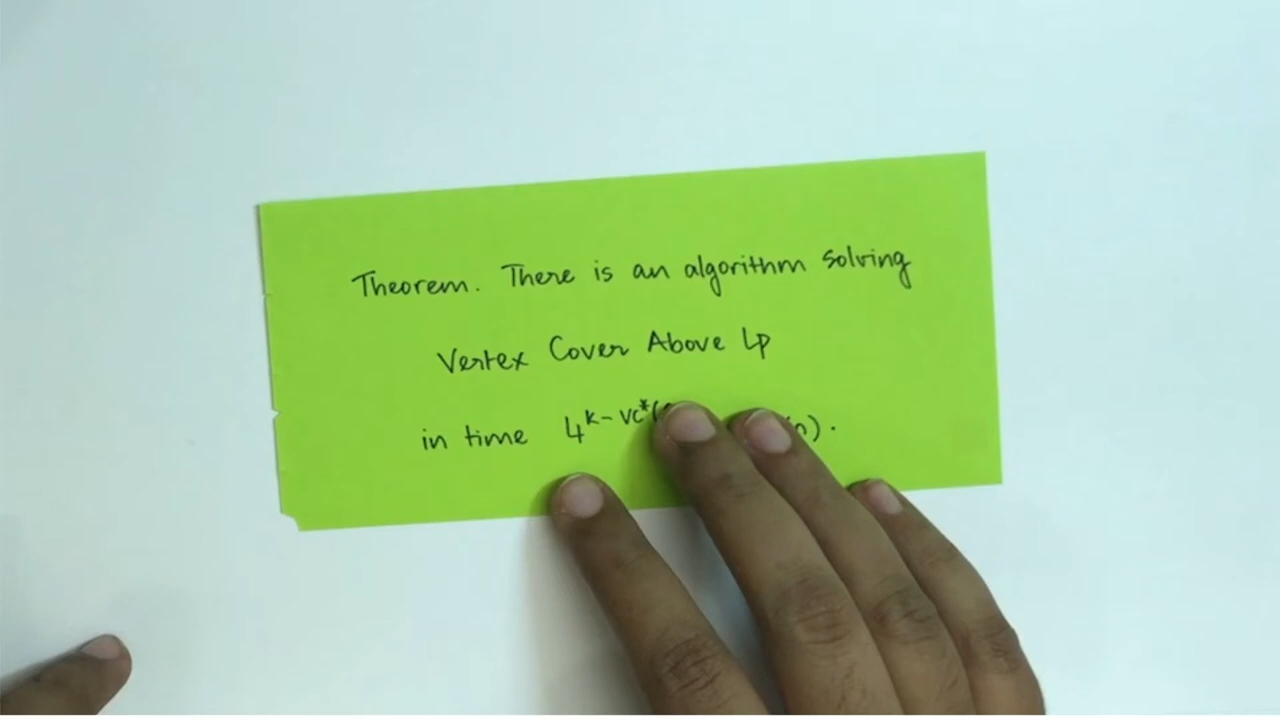 Theorem. There is an algorithm solving
Vertex Cover Above Lp
in time 4^k-vc*( n).